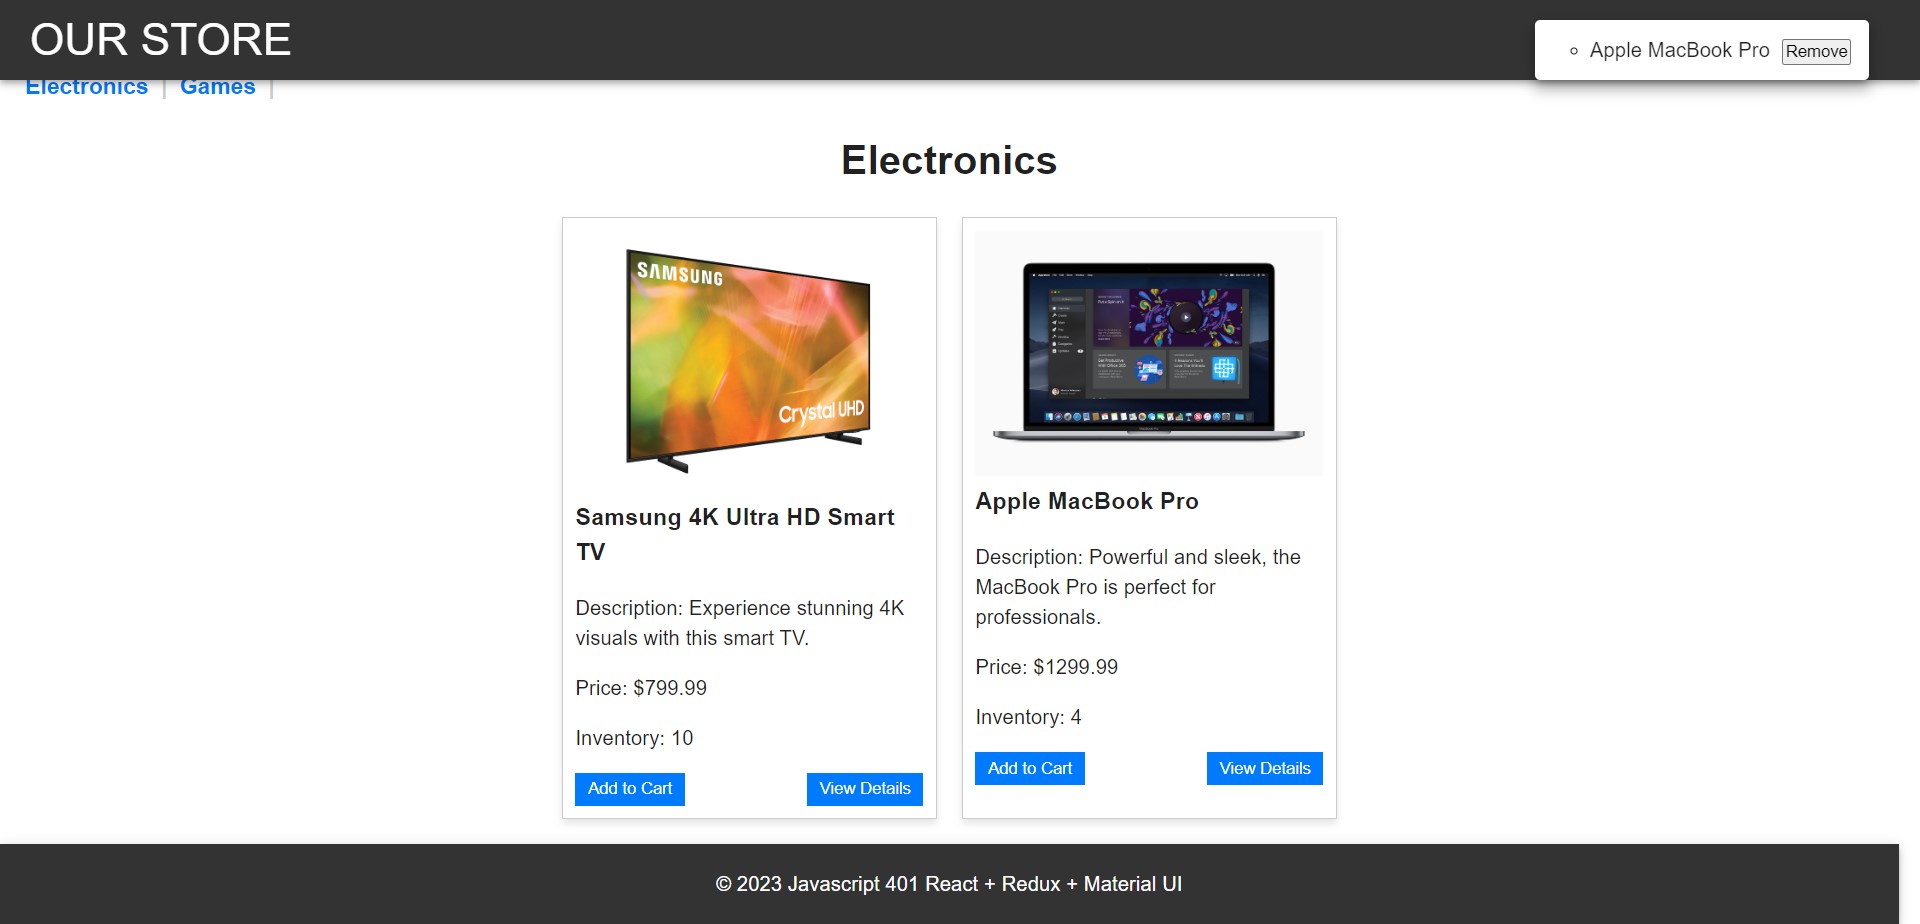 OUR STORE
Apple MacBook Pro Remove
Electronics | Games |
Electronics
SAMSUNG
Crystal UHD
Samsung 4K Ultra HD Smart
TV
Description: Experience stunning 4K
visuals with this smart TV.
Price: $799.99
Inventory: 10
Add to Cart View Details
Apple MacBook Pro
Description: Powerful and sleek, the
MacBook Pro is perfect for
professionals.
Price: $1299.99
Inventory: 4
Add to Cart View Details
© 2023 Javascript 401 React + Redux + Material UI